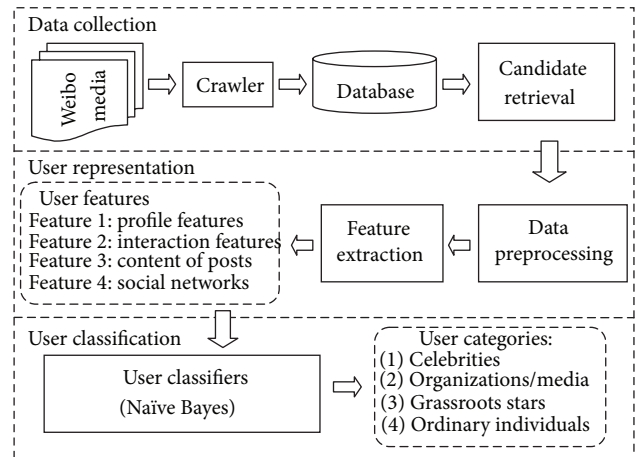 Data collection
Weibo
media
Crawler
Database
Candidate
retrieval
User representation
User features
Feature 1: profile features
Feature 2: interaction features
Feature 3: content of posts
Feature 4: social networks
Feature
extraction
Data
preprocessing
User classification
User classifiers
(Naïve Bayes)
User categories:
(1) Celebrities
(2) Organizations/media
(3) Grassroots stars
(4) Ordinary individuals